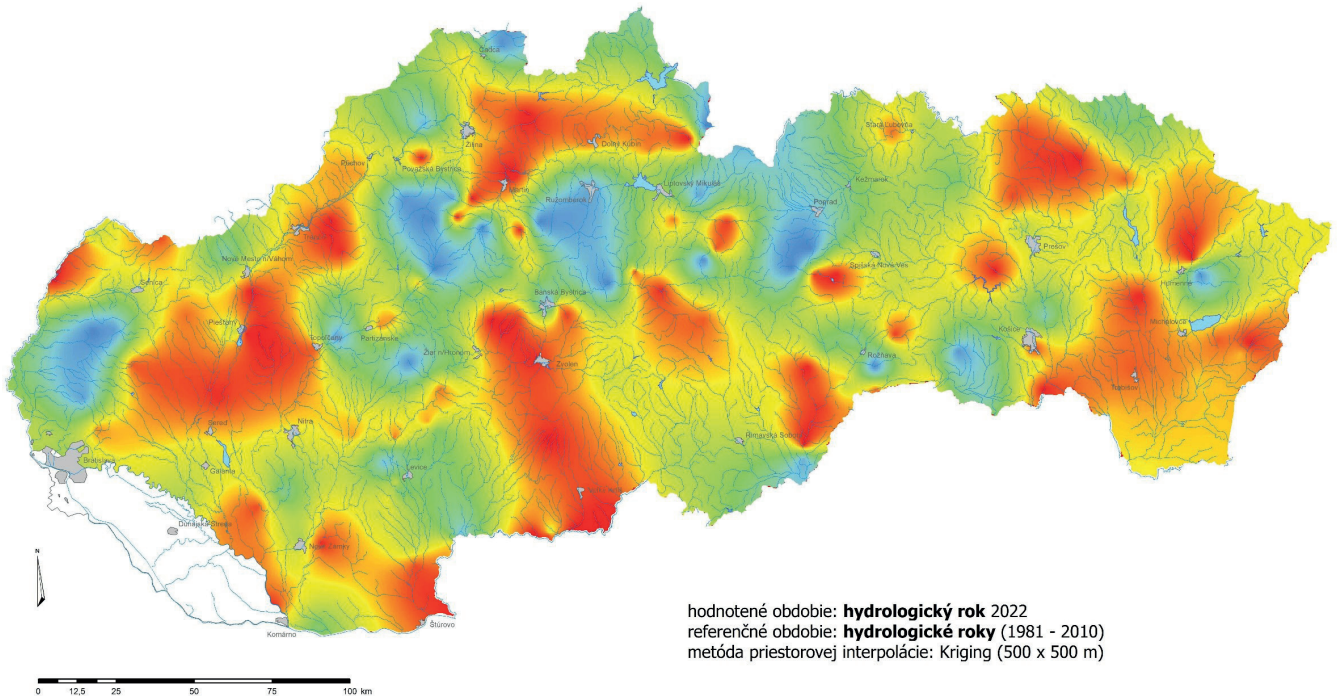 Čadca
Stará Ľubovňa
Žilina
Dolný Kubín
Púchov
Považská Bystrica
Martin
Ružomberok
Liptovský Mikuláš
Kežmarok
Poprad
Trenčín
Prešov
Nové Mesto n/Váhom
Spišská Nová Ves
Humenné
Senica
Banská Bystrica
Piešťany
Topoľčany
Partizánske
Michalovce
Košice
Žiar n/Hronom
Zvolen
Rožňava
Trebišov
Sereď
Nitra
Rimavská Sobota
Bratislava
Galanta
Levice
Dunajská Streda
Nové Zámky
N
Komárno
Štúrovo
hodnotené obdobie: hydrologický rok 2022
referenčné obdobie: hydrologické roky (1981 - 2010)
metóda priestorovej interpolácie: Kriging (500 x 500 m)
0 12,5 25 50 75 100 km